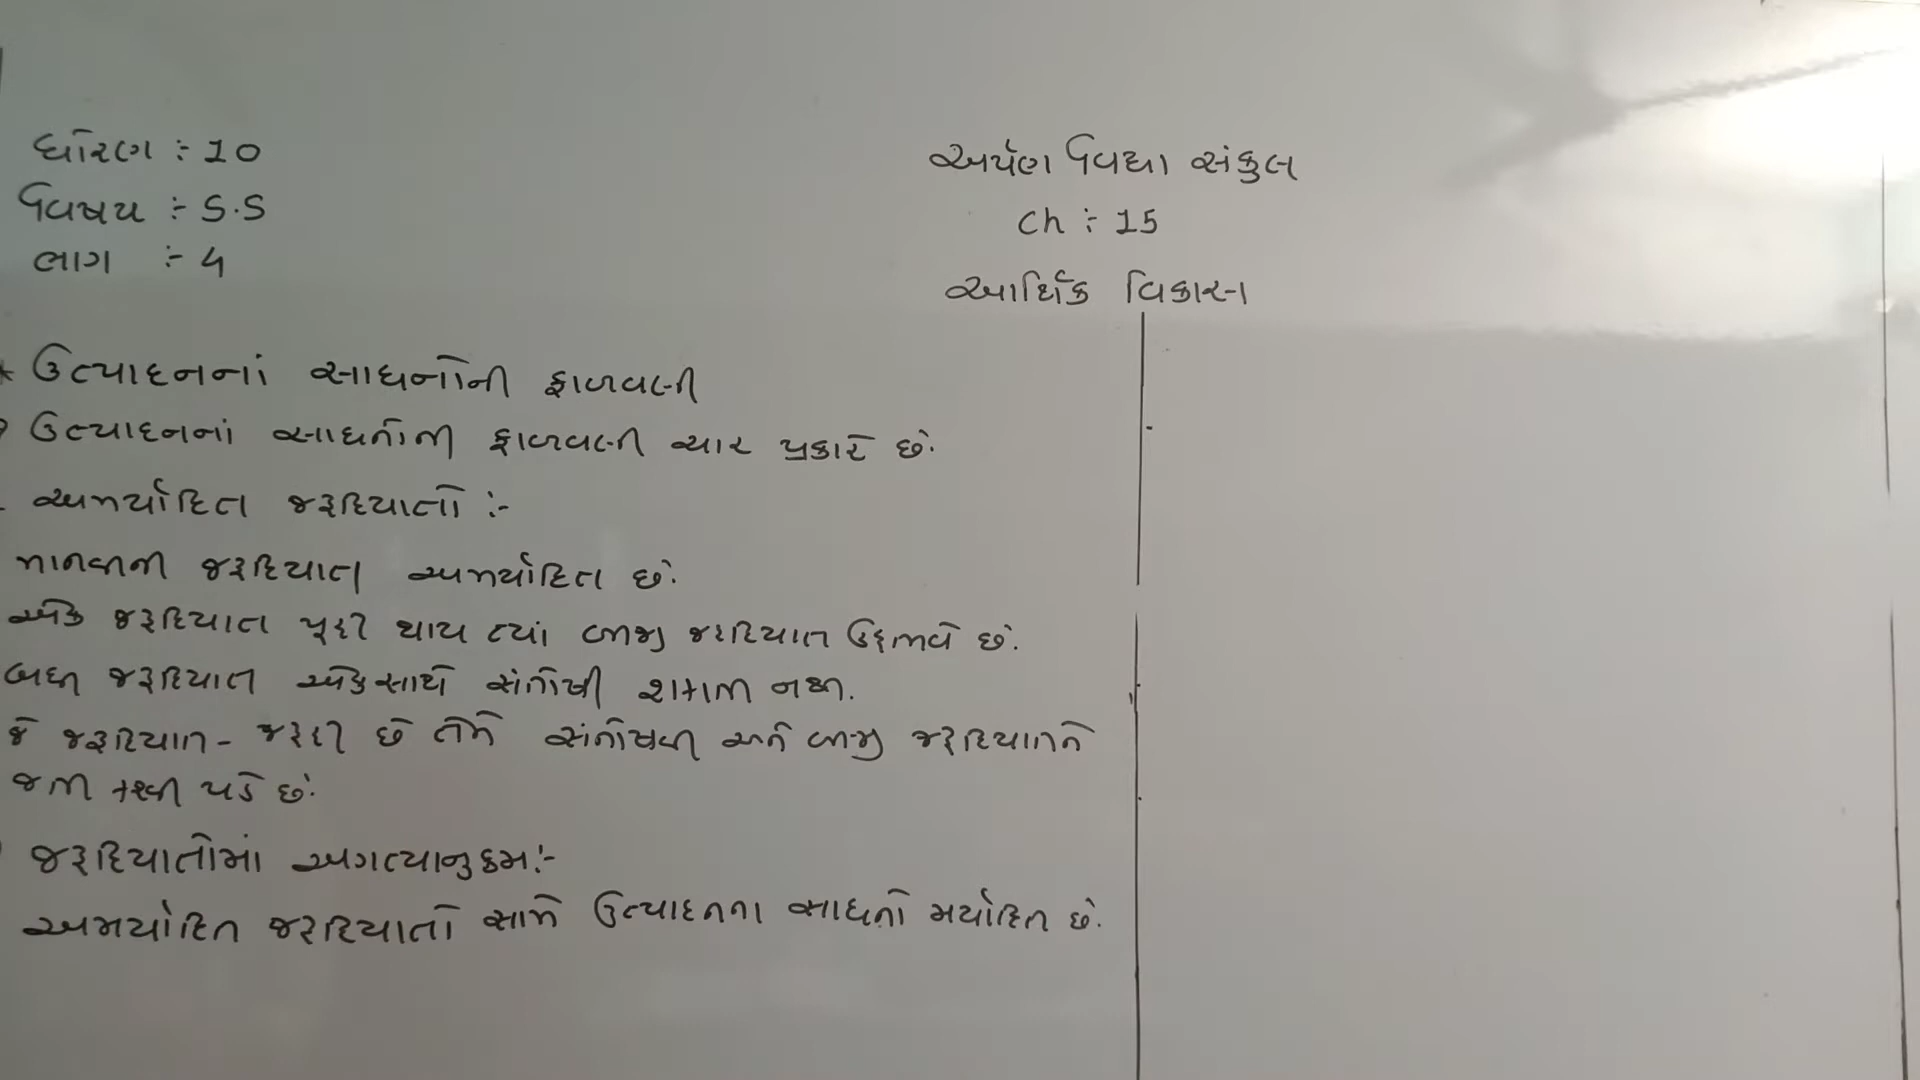 ધોરણ :- 10
વિષય :- S.S
ભાગ :- 4
અર્પણ વિદ્યા સંકુલ
Ch :- 15
આર્થિક વિકાસ
* ઉત્પાદનનાં સાધનોની ફાળવણી
ઉત્પાદનનાં સાધનોની ફાળવણી ચાર પ્રકારે છે.
અમર્યાદિત જરૂરિયાતો :-
માનવીની જરૂરિયાત અમર્યાદિત છે.
એક જરૂરિયાત પૂરી થાય ત્યાં બીજી જરૂરિયાત ઉદ્દભવે છે.
બધી જરૂરિયાત એકસાથે સંતોષી શકાતી નથી.
જે જરૂરિયાત - જરૂરી છે તેને સંતોષવી અને બીજી જરૂરિયાતને
જતી કરવી પડે છે.
જરૂરિયાતોમાં અગત્યાનુક્રમ:-
અમર્યાદિત જરૂરિયાતો સામે ઉત્પાદનના સાધનો મર્યાદિત છે.